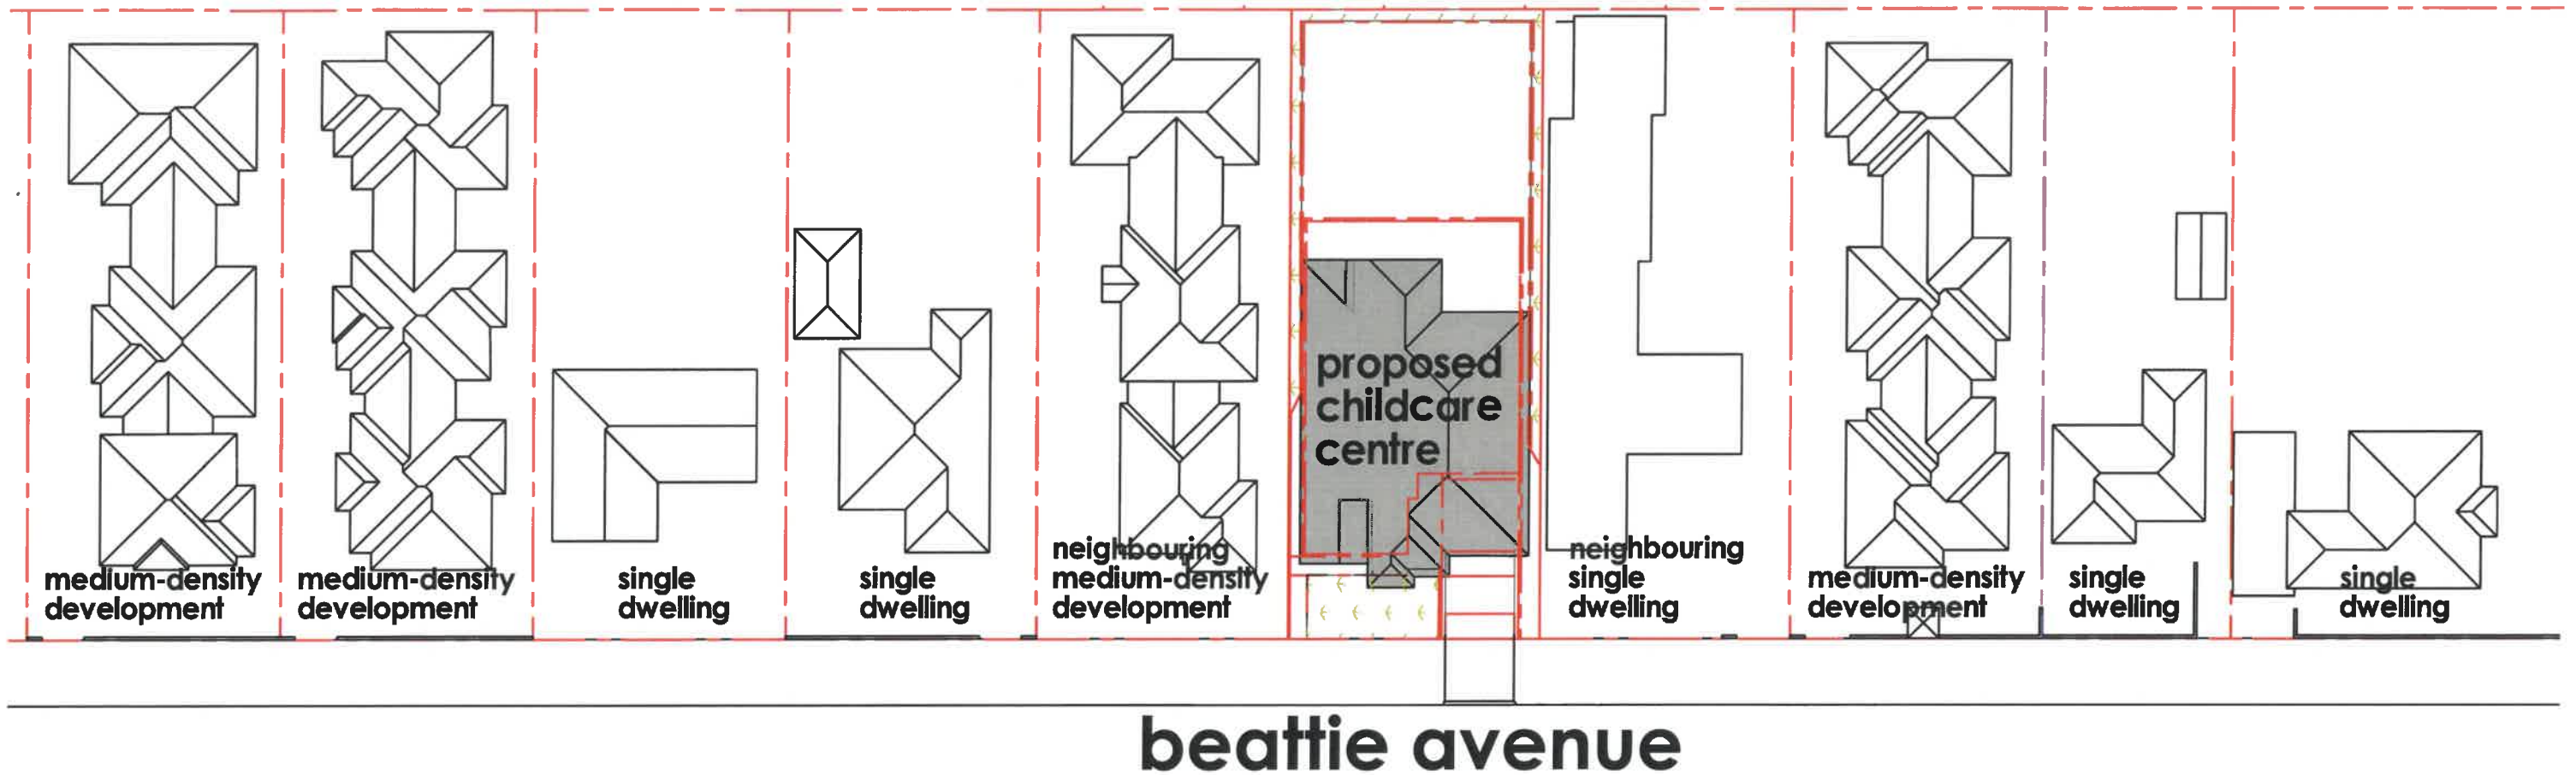 medium-density
development
medium-density
development
single
dwelling
single
dwelling
neighbouring
medium-density
development
proposed
childcare
centre
neighbouring
single
dwelling
medium-density
development
single
dwelling
single
dwelling
beattie avenue